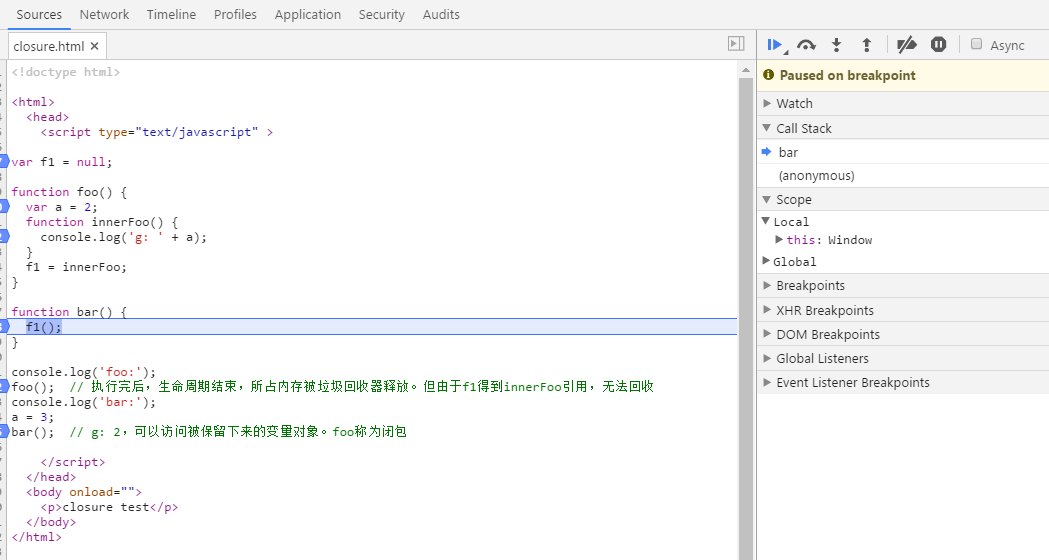 Sources Network Timeline Profiles Application Security Audits
closure.html ×
Async
<!doctype html>
<html>
<head>
<script type="text/javascript" >
var f1 = null;
function foo() {
var a = 2;
function innerFoo() {
console.log('g: ' + a);
}
f1 = innerFoo;
}
function bar() {
f1();
}
console.log('foo:');
foo();  // 执行完后，生命周期结束，所占内存被垃圾回收器释放。但由于f1得到innerFoo引用，无法回收
console.log('bar:');
a = 3;
bar();  // g: 2，可以访问被保留下来的变量对象。foo称为闭包
</script>
</head>
<body onload="">
<p>closure test</p>
</body>
</html>
Paused on breakpoint
Watch
Call Stack
bar
(anonymous)
Scope
Local
this: Window
Global
Breakpoints
XHR Breakpoints
DOM Breakpoints
Global Listeners
Event Listener Breakpoints